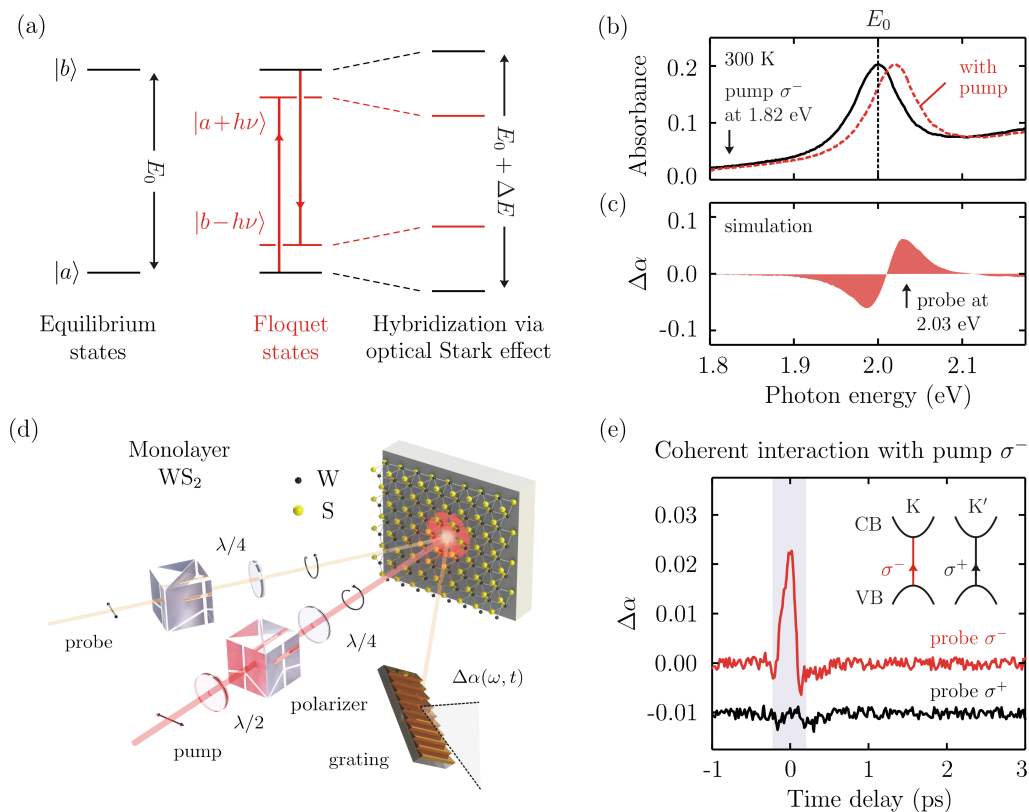 (a)
|b⟩
|a⟩
E₀
|a+hν⟩
|b−hν⟩
E₀ + ΔE
Equilibrium
states
Floquet
states
Hybridization via
optical Stark effect
(b)
E₀
Absorbance
0.2
0.1
0.0
300 K
pump σ⁻
at 1.82 eV
with
pump
(c)
Δα
0.1
0.0
-0.1
simulation
probe at
2.03 eV
1.8
1.9
2.0
2.1
Photon energy (eV)
(d)
Monolayer
WS₂
W
S
λ/4
probe
λ/4
polarizer
λ/2
pump
Δα(ω, t)
grating
(e)
Coherent interaction with pump σ⁻
Δα
0.03
0.02
0.01
0.00
-0.01
K
K′
CB
σ⁻
σ⁺
VB
probe σ⁻
probe σ⁺
-1
0
1
2
3
Time delay (ps)